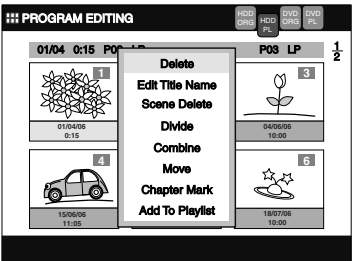 PROGRAM EDITING
HDD ORG
HDD PL
DVD ORG
DVD PL
01/04 0:15 P03 LP
1/2
1
01/04/06
0:15
3
04/06/06
10:00
4
15/06/06
11:05
6
18/07/06
10:00
Delete
Edit Title Name
Scene Delete
Divide
Combine
Move
Chapter Mark
Add To Playlist